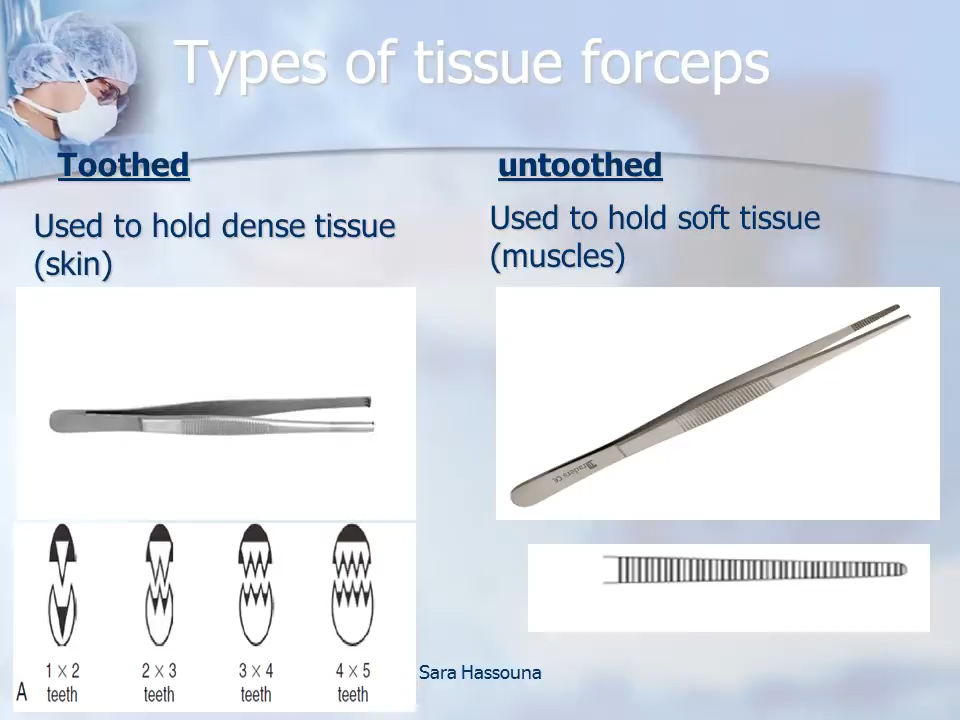 Types of tissue forceps
Toothed
Used to hold dense tissue
(skin)
untoothed
Used to hold soft tissue
(muscles)
A
1 X 2
teeth
2 X 3
teeth
3 X 4
teeth
4 X 5
teeth
Sara Hassouna